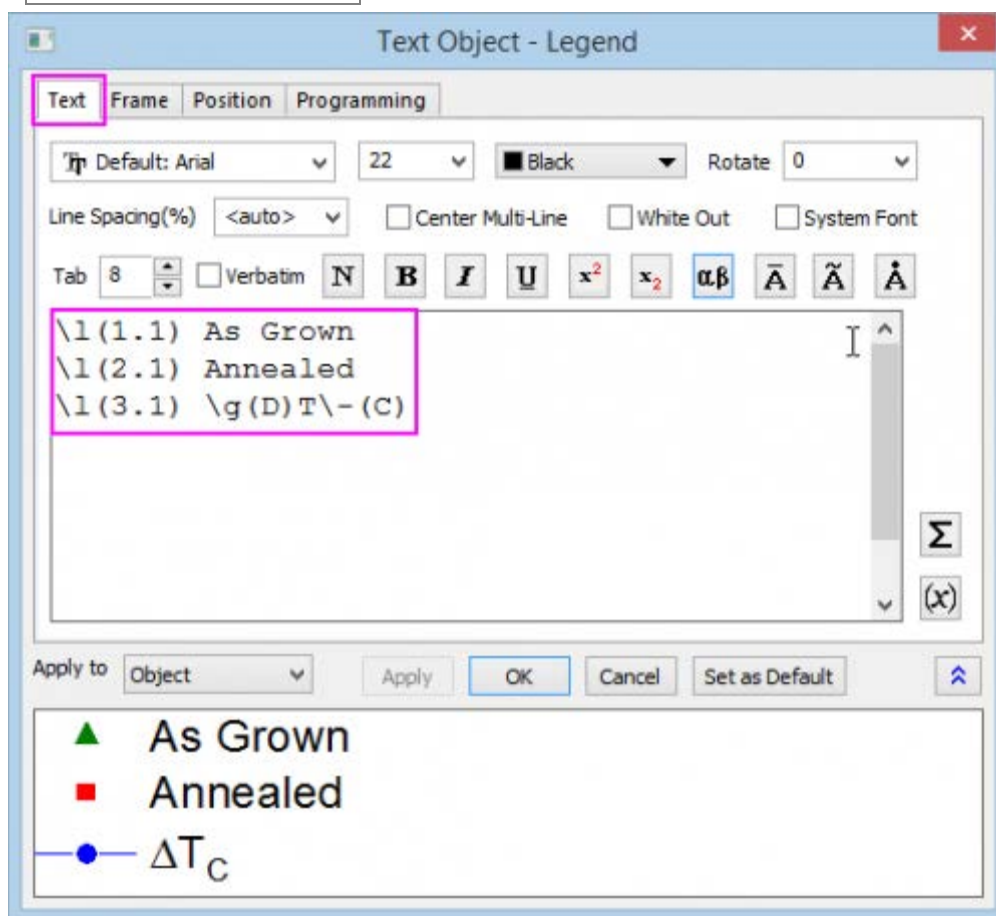 Text Object - Legend
×
Text Frame Position Programming
Default: Arial 22 Black Rotate 0
Line Spacing(%) <auto> Center Multi-Line White Out System Font
Tab 8 Verbatim N B I U x² x₂ αβ Ā Ã Å
\l(1.1) As Grown
\l(2.1) Annealed
\l(3.1) \g(D)T\-(C)
Σ
(x)
Apply to Object Apply OK Cancel Set as Default
As Grown
Annealed
ΔT_C